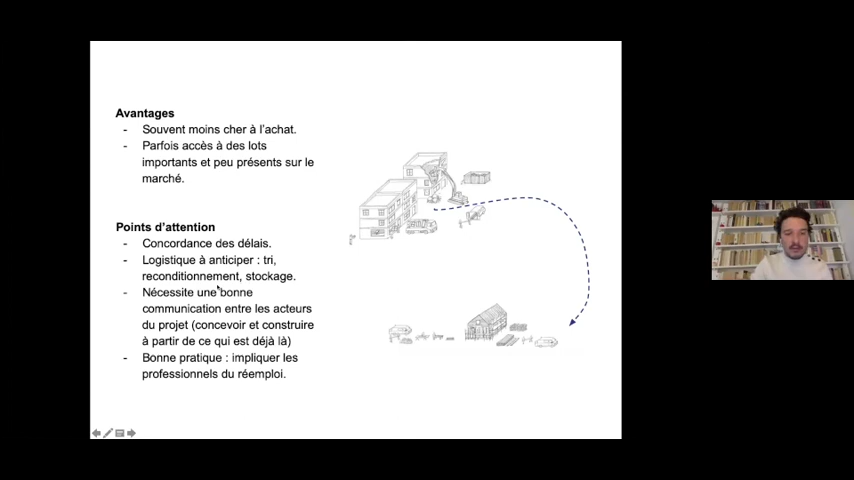 Avantages
- Souvent moins cher à l'achat.
- Parfois accès à des lots
importants et peu présents sur le
marché.
Points d'attention
- Concordance des délais.
- Logistique à anticiper : tri,
reconditionnement, stockage.
- Nécessite une bonne
communication entre les acteurs
du projet (concevoir et construire
à partir de ce qui est déjà là)
- Bonne pratique : impliquer les
professionnels du réemploi.